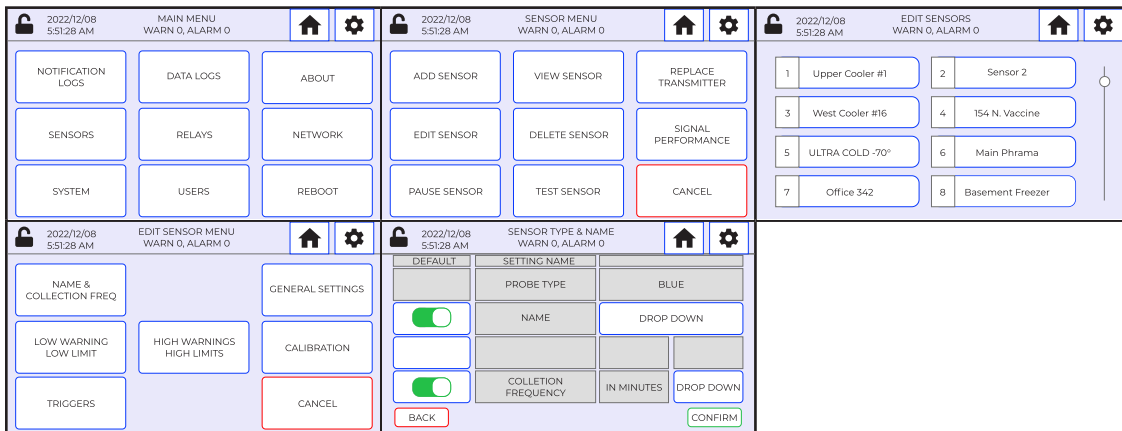 2022/12/08
5:51:28 AM
MAIN MENU
WARN 0, ALARM 0
NOTIFICATION
LOGS
DATA LOGS
ABOUT
SENSORS
RELAYS
NETWORK
SYSTEM
USERS
REBOOT
2022/12/08
5:51:28 AM
SENSOR MENU
WARN 0, ALARM 0
ADD SENSOR
VIEW SENSOR
REPLACE
TRANSMITTER
EDIT SENSOR
DELETE SENSOR
SIGNAL
PERFORMANCE
PAUSE SENSOR
TEST SENSOR
CANCEL
2022/12/08
5:51:28 AM
EDIT SENSORS
WARN 0, ALARM 0
1 Upper Cooler #1
2 Sensor 2
3 West Cooler #16
4 154 N. Vaccine
5 ULTRA COLD -70°
6 Main Phrama
7 Office 342
8 Basement Freezer
2022/12/08
5:51:28 AM
EDIT SENSOR MENU
WARN 0, ALARM 0
NAME &
COLLECTION FREQ
GENERAL SETTINGS
LOW WARNING
LOW LIMIT
HIGH WARNINGS
HIGH LIMITS
CALIBRATION
TRIGGERS
CANCEL
2022/12/08
5:51:28 AM
SENSOR TYPE & NAME
WARN 0, ALARM 0
DEFAULT
SETTING NAME
PROBE TYPE
BLUE
NAME
DROP DOWN
COLLETION
FREQUENCY
IN MINUTES
DROP DOWN
BACK
CONFIRM